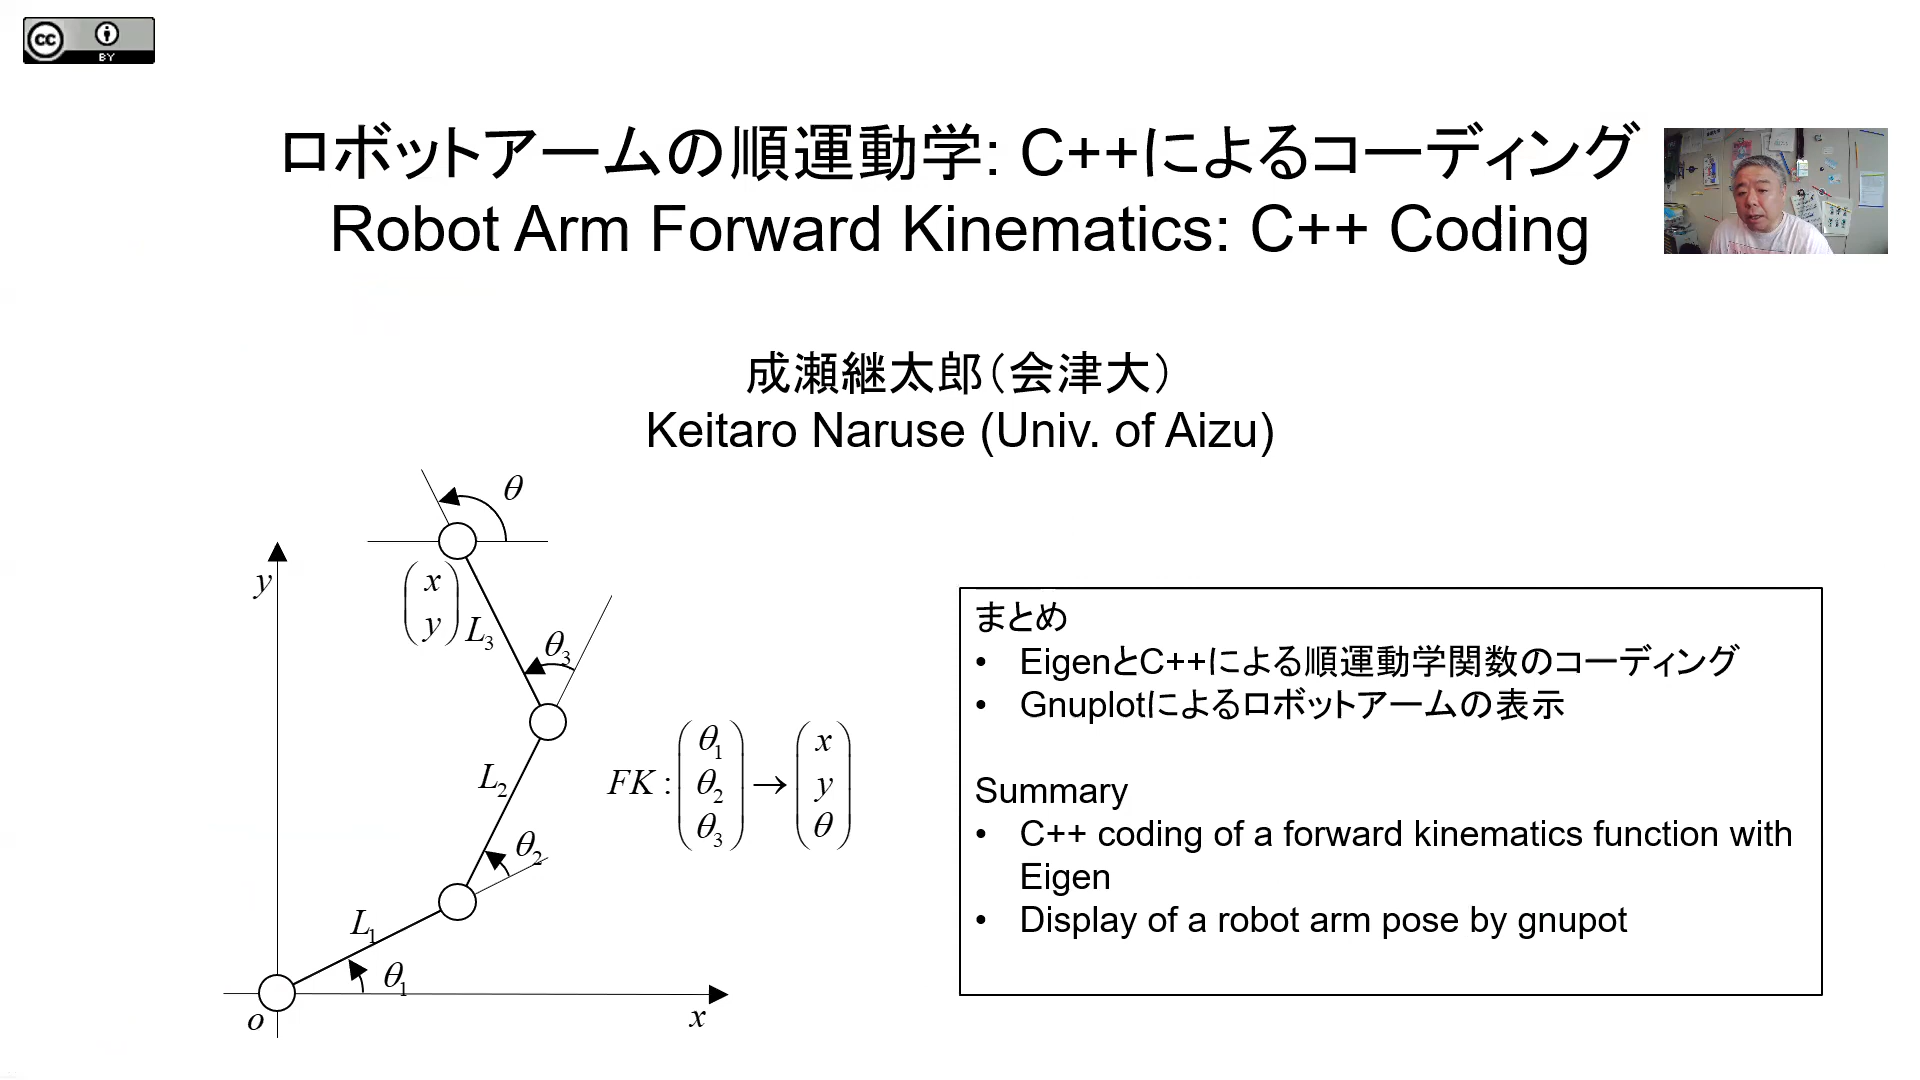 cc BY
ロボットアームの順運動学: C++によるコーディング
Robot Arm Forward Kinematics: C++ Coding
成瀬継太郎（会津大）
Keitaro Naruse (Univ. of Aizu)
θ
y
x
y
L3
θ3
L2
FK : θ1 θ2 θ3 → x y θ
θ2
L1
θ1
o
x
まとめ
• EigenとC++による順運動学関数のコーディング
• Gnuplotによるロボットアームの表示
Summary
• C++ coding of a forward kinematics function with
Eigen
• Display of a robot arm pose by gnupot